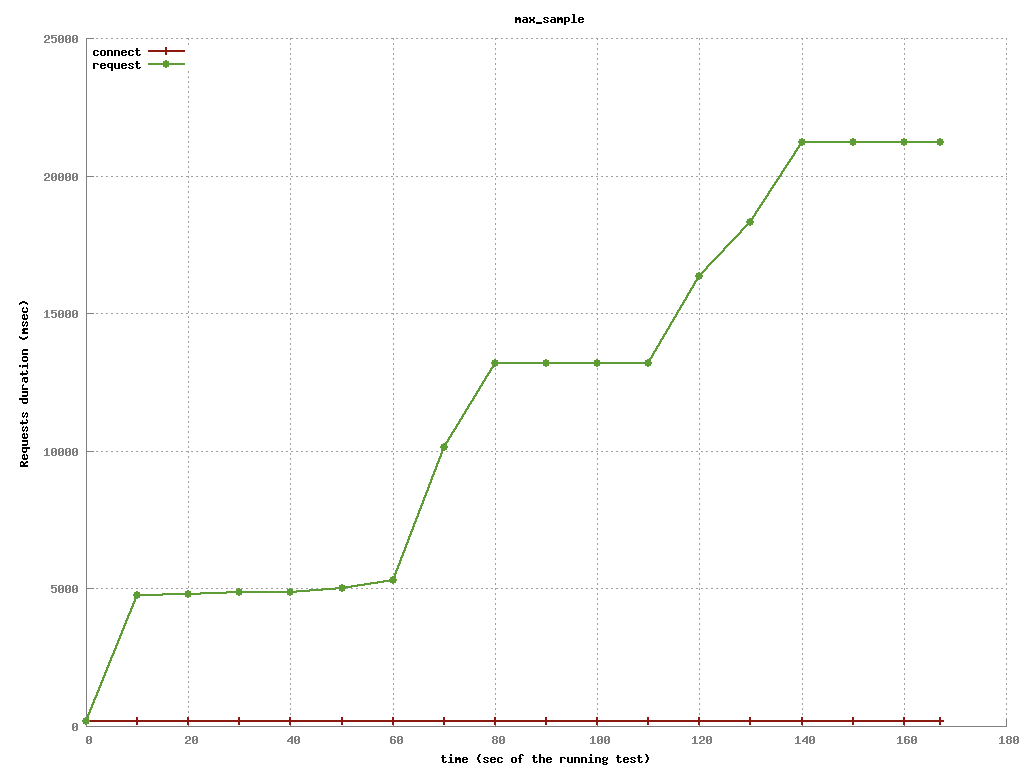 max_sample
connect
request
25000
20000
15000
10000
5000
0
Requests duration (msec)
0 20 40 60 80 100 120 140 160 180
time (sec of the running test)